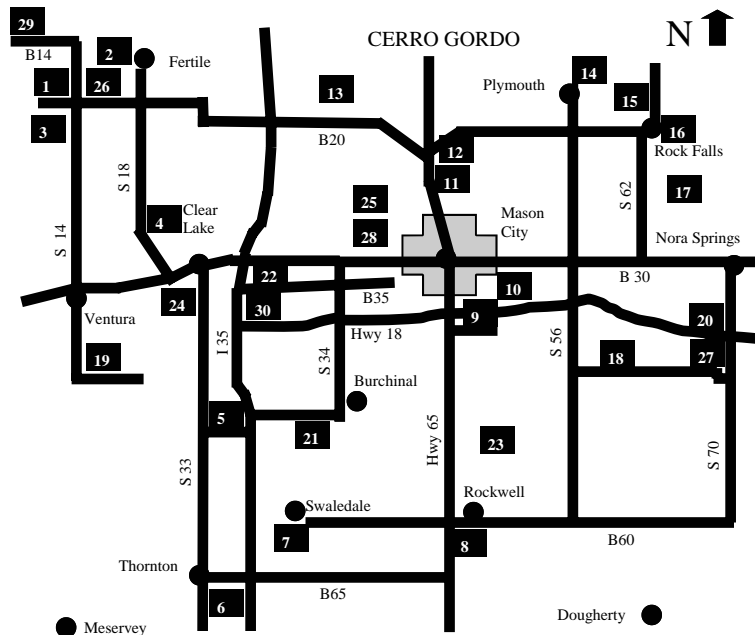 29
CERRO GORDO
N
B14
2
Fertile
14
Plymouth
1
26
13
15
3
B20
12
16
Rock Falls
S 18
11
17
S 62
25
Mason
City
4
Clear
Lake
28
Nora Springs
S 14
22
B 30
24
B35
10
30
Ventura
9
20
Hwy 18
I 35
S 34
S 56
19
18
27
Burchinal
5
21
Hwy 65
23
S 70
S 33
Swaledale
Rockwell
7
8
B60
Thornton
B65
6
Meservey
Dougherty